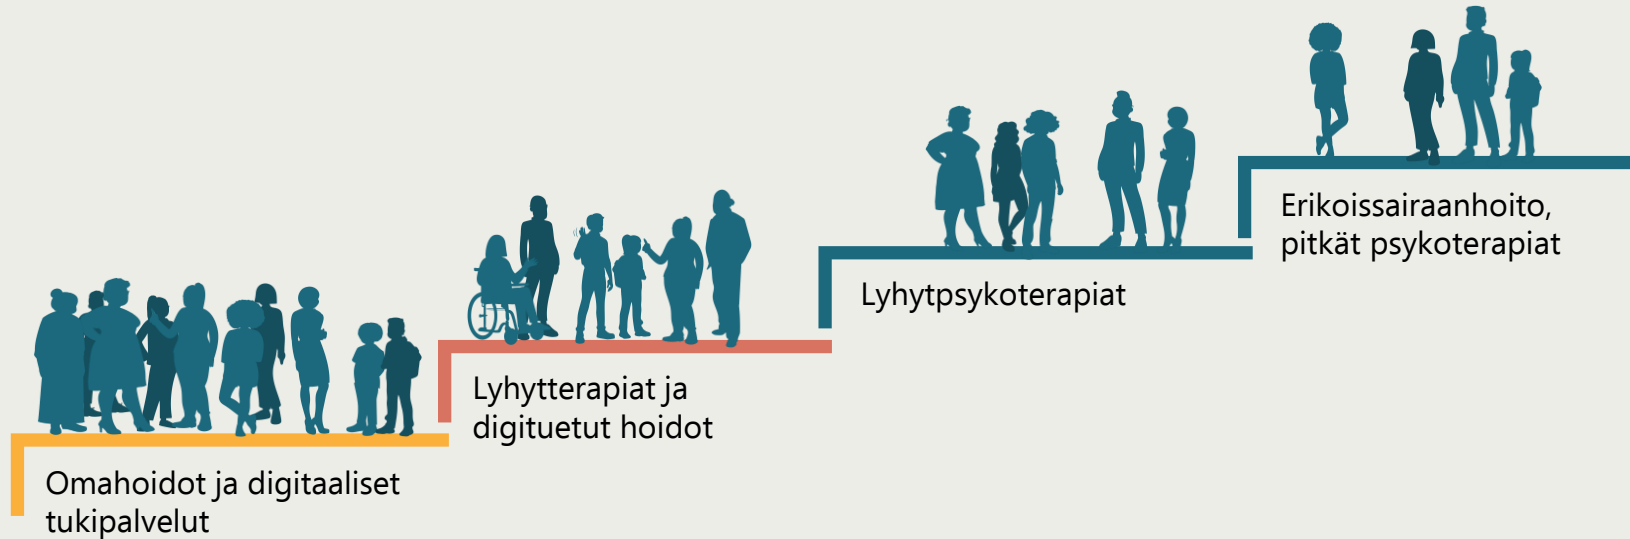 Omahoidot ja digitaaliset
tukipalvelut
Lyhytterapiat ja
digituetut hoidot
Lyhytpsykoterapiat
Erikoissairaanhoito,
pitkät psykoterapiat